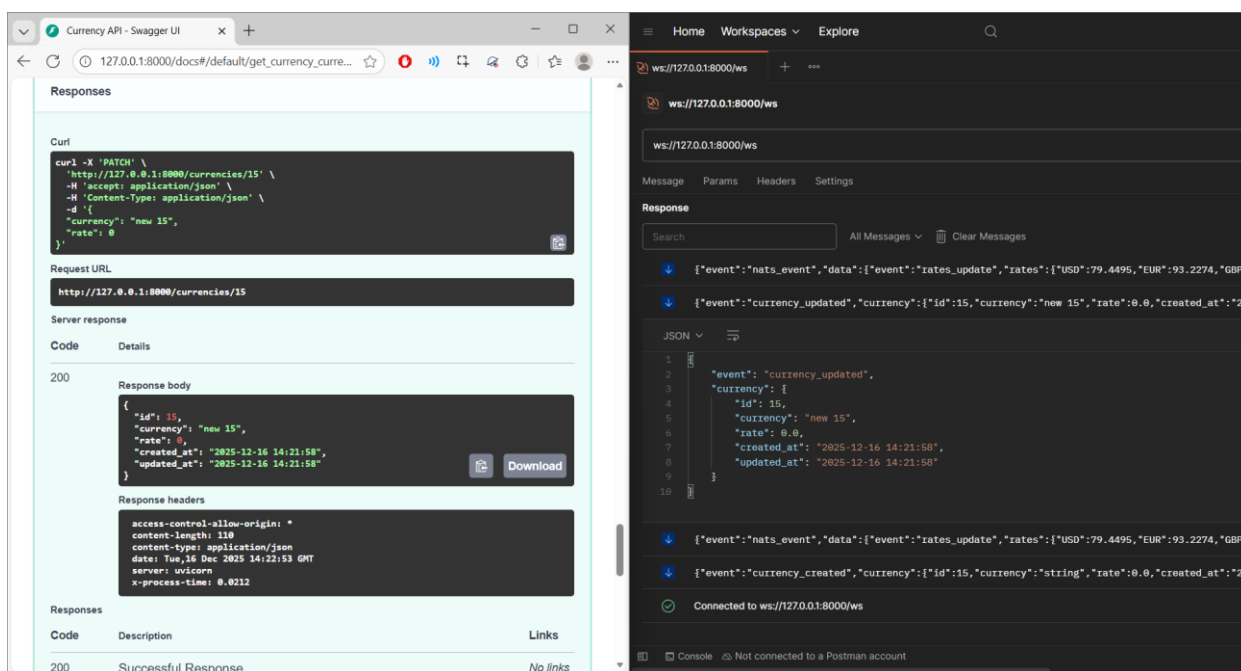 Currency API - Swagger UI
127.0.0.1:8000/docs#/default/get_currency_curre...
Responses
Curl
curl -X 'PATCH' \
'http://127.0.0.1:8000/currencies/15' \
-H 'accept: application/json' \
-H 'Content-Type: application/json' \
-d '{
"currency": "new 15",
"rate": 0
}'
Request URL
http://127.0.0.1:8000/currencies/15
Server response
Code Details
200
Response body
{
"id": 15,
"currency": "new 15",
"rate": 0,
"created_at": "2025-12-16 14:21:58",
"updated_at": "2025-12-16 14:21:58"
}
Download
Response headers
access-control-allow-origin: *
content-length: 110
content-type: application/json
date: Tue,16 Dec 2025 14:22:53 GMT
server: uvicorn
x-process-time: 0.0212
Responses
Code Description Links
200 Successful Response No links
Home Workspaces Explore
ws://127.0.0.1:8000/ws
ws://127.0.0.1:8000/ws
ws://127.0.0.1:8000/ws
Message Params Headers Settings
Response
Search All Messages Clear Messages
{"event":"nats_event","data":{"event":"rates_update","rates":{"USD":79.4495,"EUR":93.2274,"GBP
{"event":"currency_updated","currency":{"id":15,"currency":"new 15","rate":0.0,"created_at":"2
JSON
1 {
2 "event": "currency_updated",
3 "currency": {
4 "id": 15,
5 "currency": "new 15",
6 "rate": 0.0,
7 "created_at": "2025-12-16 14:21:58",
8 "updated_at": "2025-12-16 14:21:58"
9 }
10 }
{"event":"nats_event","data":{"event":"rates_update","rates":{"USD":79.4495,"EUR":93.2274,"GBP
{"event":"currency_created","currency":{"id":15,"currency":"string","rate":0.0,"created_at":"2
Connected to ws://127.0.0.1:8000/ws
Console Not connected to a Postman account